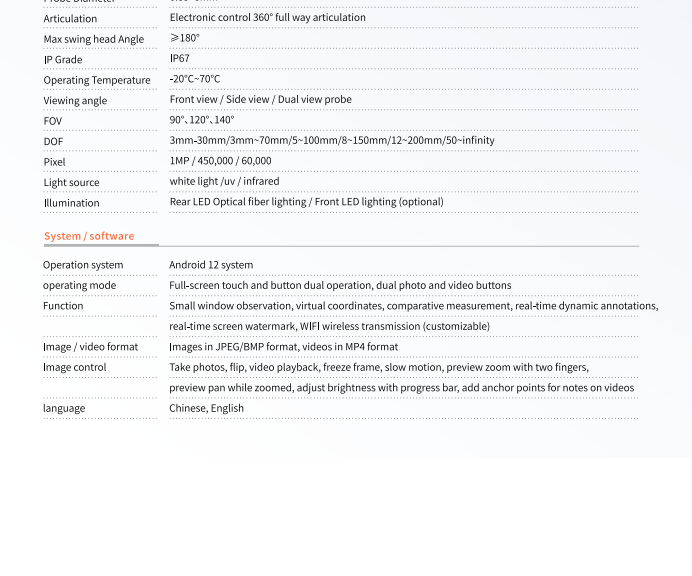 Articulation Electronic control 360° full way articulation
Max swing head Angle ⩾180°
IP Grade IP67
Operating Temperature -20°C~70°C
Viewing angle Front view / Side view / Dual view probe
FOV 90°、120°、140°
DOF 3mm-30mm/3mm~70mm/5~100mm/8~150mm/12~200mm/50~infinity
Pixel 1MP / 450,000 / 60,000
Light source white light /uv / infrared
Illumination Rear LED Optical fiber lighting / Front LED lighting (optional)
System / software
Operation system Android 12 system
operating mode Full-screen touch and button dual operation, dual photo and video buttons
Function Small window observation, virtual coordinates, comparative measurement, real-time dynamic annotations,
real-time screen watermark, WIFI wireless transmission (customizable)
Image / video format Images in JPEG/BMP format, videos in MP4 format
Image control Take photos, flip, video playback, freeze frame, slow motion, preview zoom with two fingers,
preview pan while zoomed, adjust brightness with progress bar, add anchor points for notes on videos
language Chinese, English